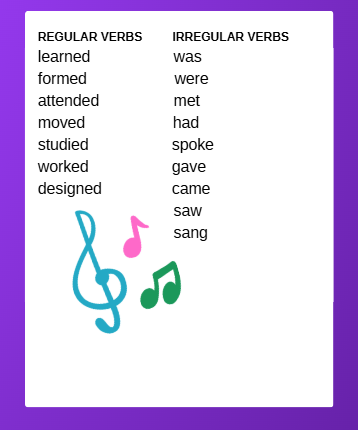 REGULAR VERBS
learned
formed
attended
moved
studied
worked
designed
IRREGULAR VERBS
was
were
met
had
spoke
gave
came
saw
sang